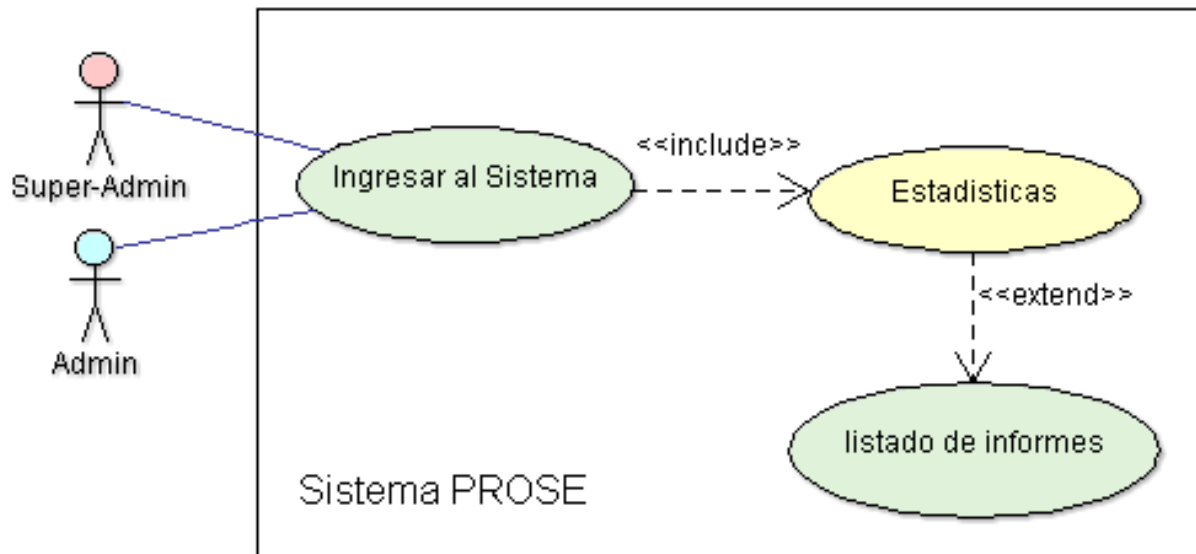 <<include>>
Ingresar al Sistema
Estadisticas
Super-Admin
<<extend>>
Admin
listado de informes
Sistema PROSE